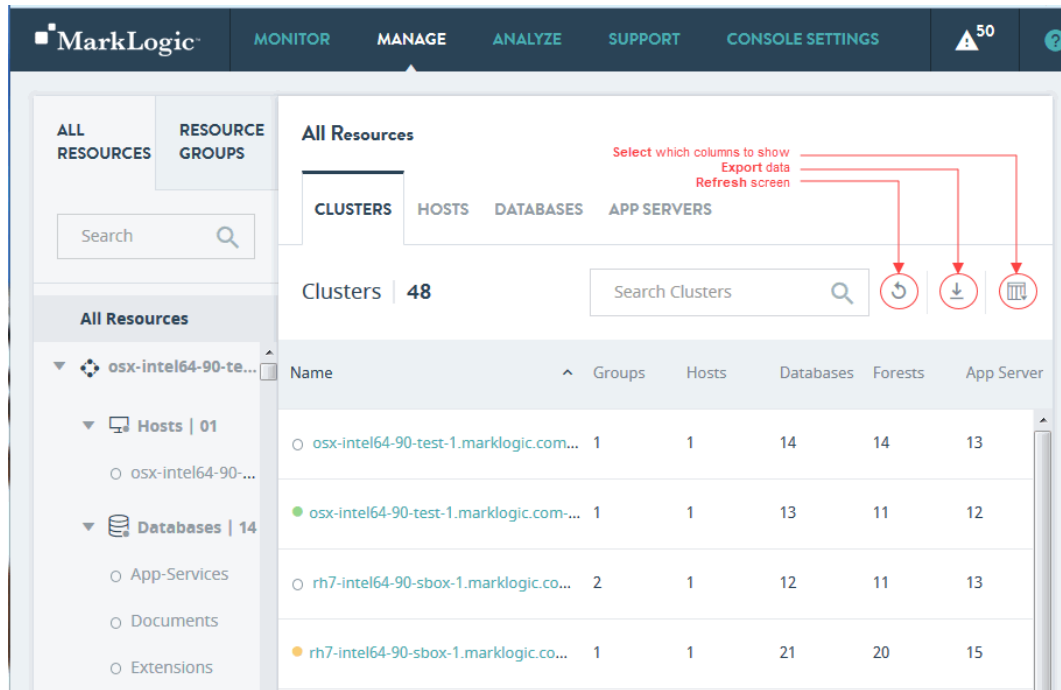 MarkLogic™ MONITOR MANAGE ANALYZE SUPPORT CONSOLE SETTINGS 50 ?
ALL RESOURCES
RESOURCE GROUPS
Search
All Resources
osx-intel64-90-te...
Hosts | 01
osx-intel64-90-...
Databases | 14
App-Services
Documents
Extensions
All Resources
Select which columns to show
Export data
Refresh screen
CLUSTERS HOSTS DATABASES APP SERVERS
Clusters | 48 Search Clusters
Name Groups Hosts Databases Forests App Server
osx-intel64-90-test-1.marklogic.com... 1 1 14 14 13
osx-intel64-90-test-1.marklogic.com-... 1 1 13 11 12
rh7-intel64-90-sbox-1.marklogic.co... 2 1 12 11 13
rh7-intel64-90-sbox-1.marklogic.co... 1 1 21 20 15